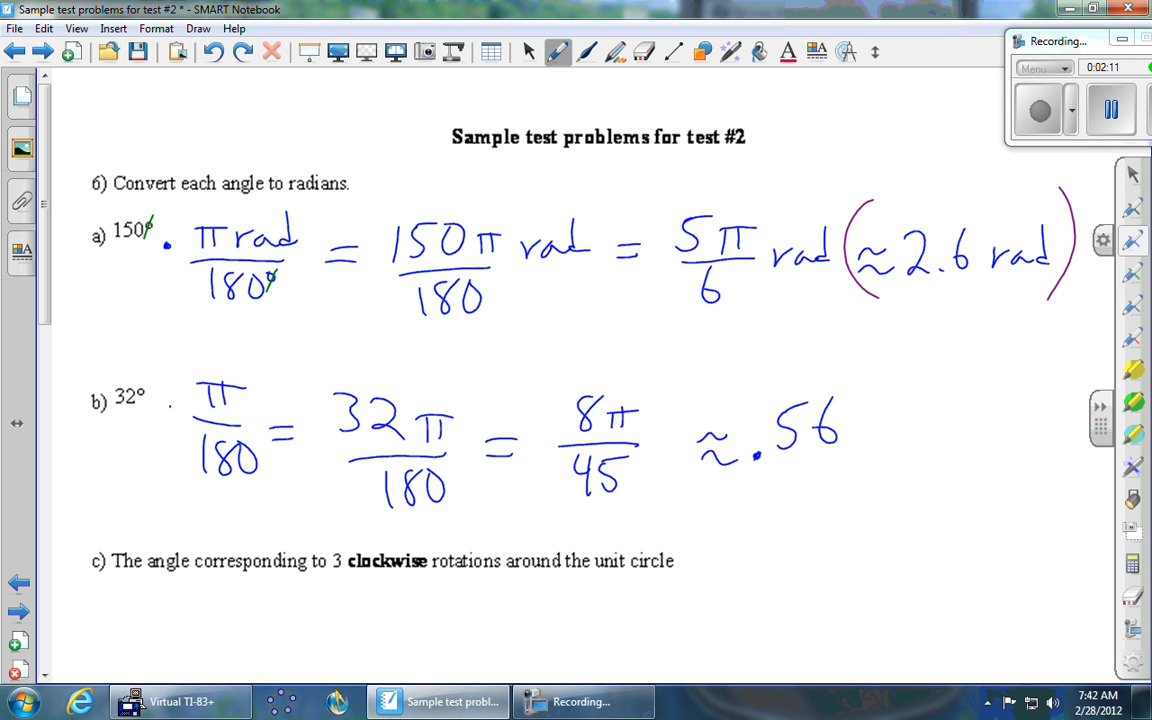 Sample test problems for test #2 * - SMART Notebook
File Edit View Insert Format Draw Help
Recording...
Menu 0:02:11
Sample test problems for test #2
6) Convert each angle to radians.
a) 150° · π rad / 180° = 150π / 180 rad = 5π / 6 rad (≈ 2.6 rad)
b) 32° · π / 180 = 32π / 180 = 8π / 45 ≈ .56
c) The angle corresponding to 3 clockwise rotations around the unit circle
Virtual TI-83+ Sample test probl... Recording... 7:42 AM
2/28/2012